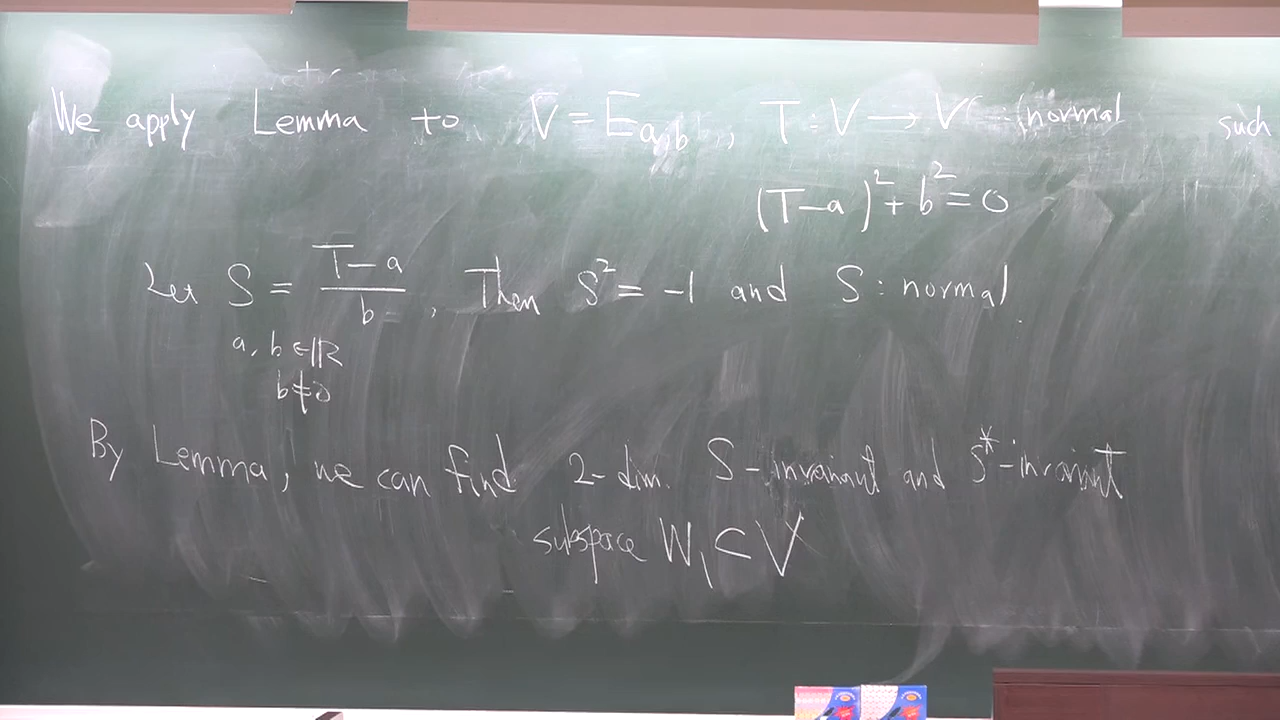 We apply Lemma to V = E_{a,b}, T : V → V : normal such
(T-a)² + b² = 0
Let S = \frac{T-a}{b}, Then S² = -1 and S : normal
a, b ∈ ℝ
b ≠ 0
By Lemma, we can find 2-dim. S-invariant and S*-invariant
subspace W₁ ⊂ V